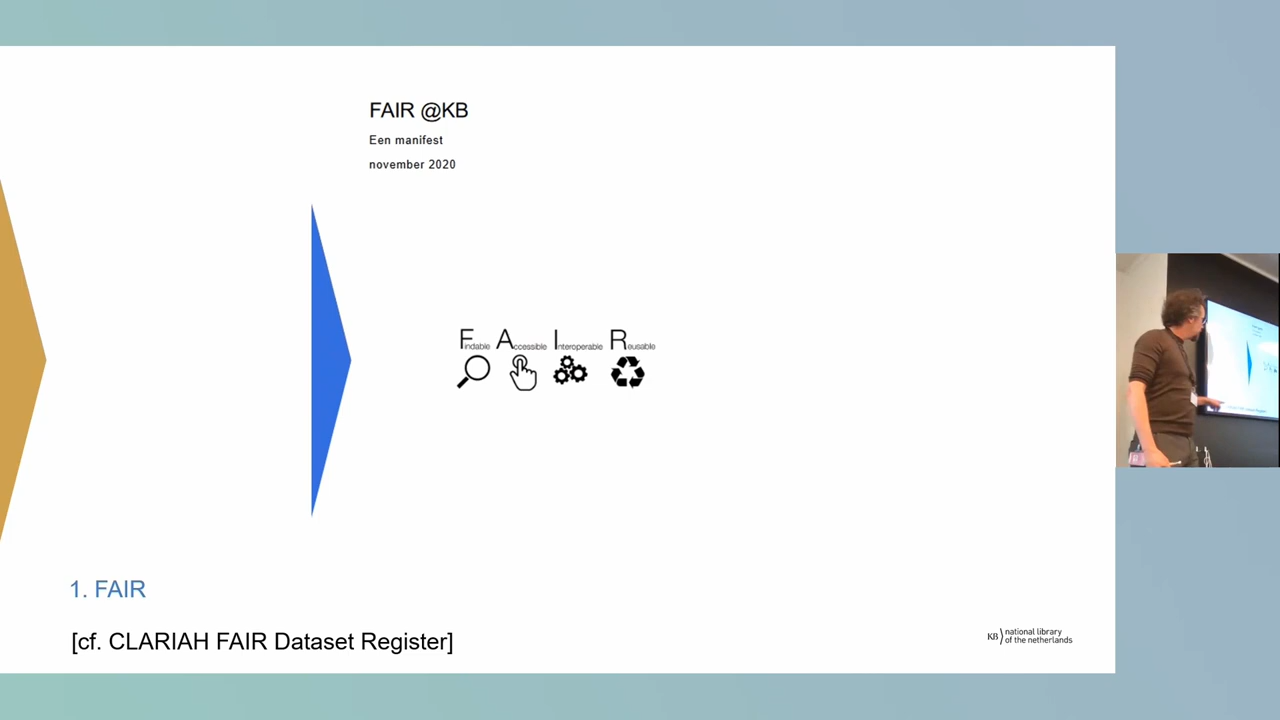 FAIR @KB
Een manifest
november 2020
Findable Accessible Interoperable Reusable
1. FAIR
[cf. CLARIAH FAIR Dataset Register]
KB national library
of the netherlands